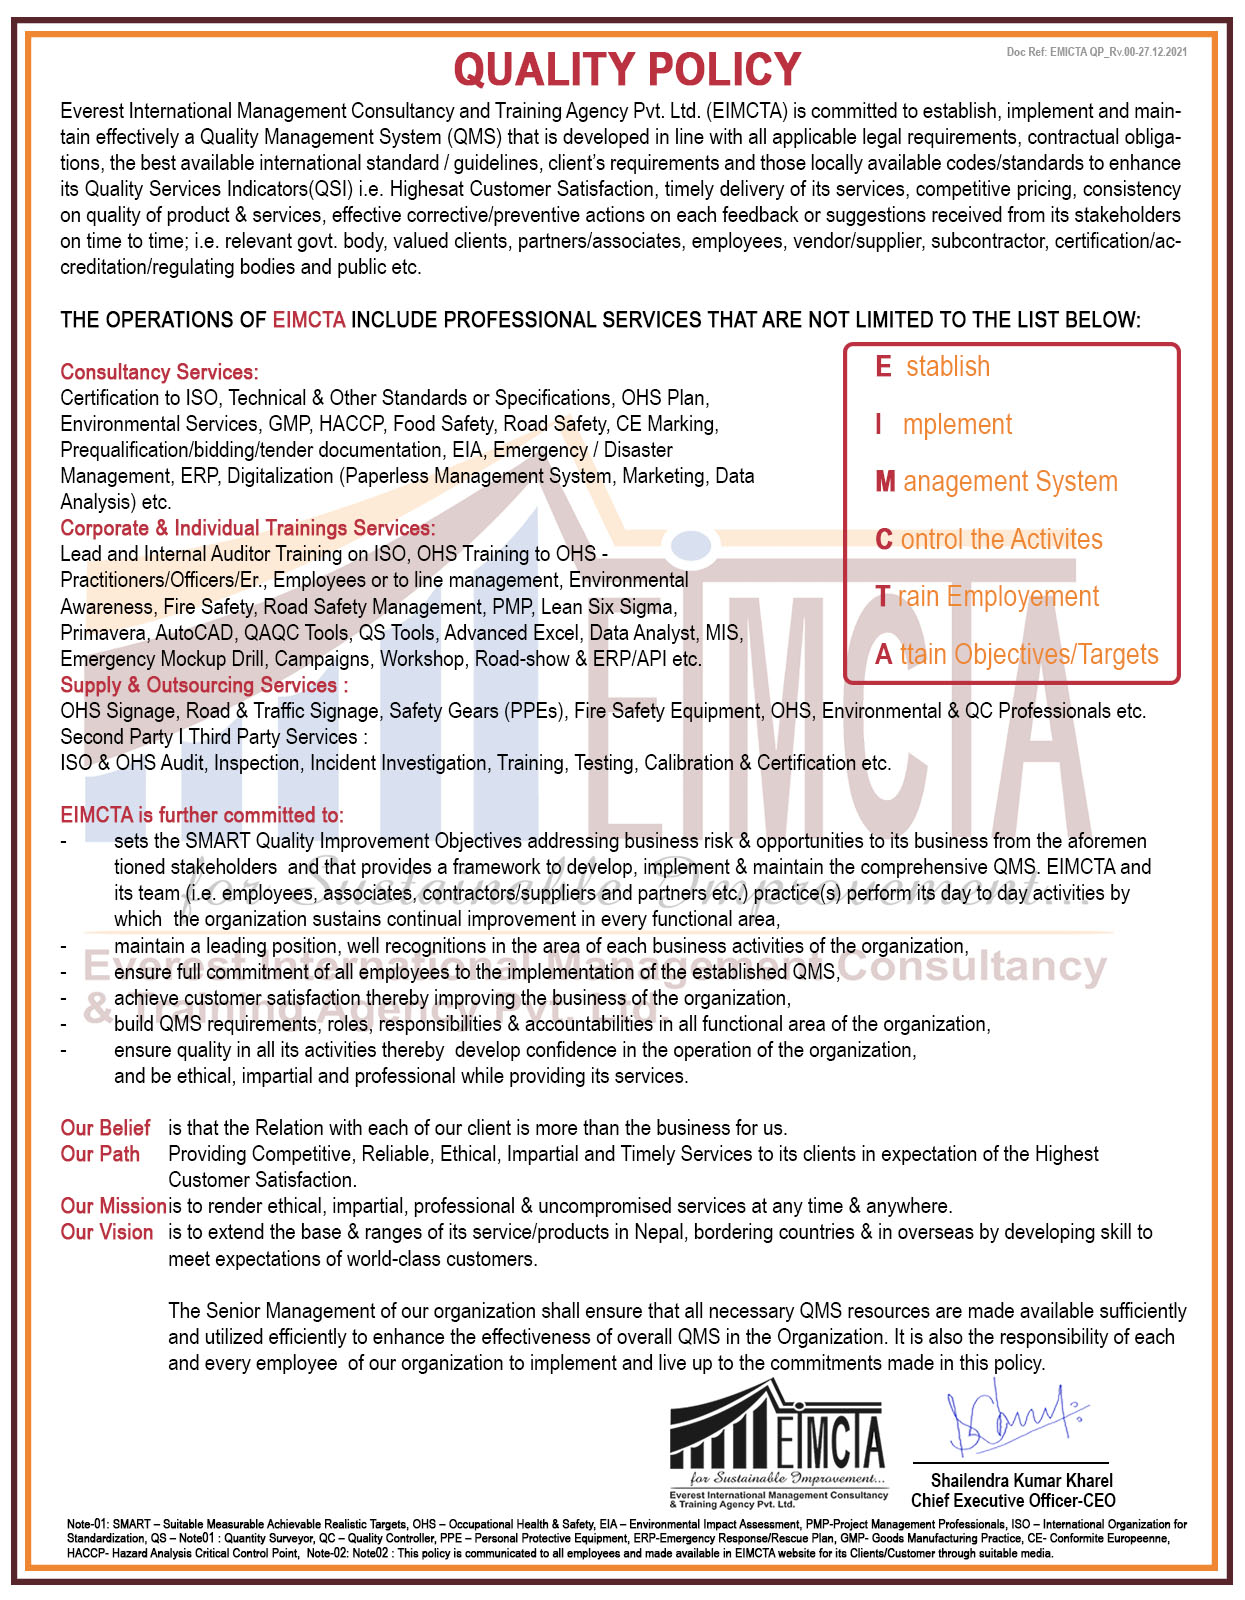 Doc Ref: EMICTA QP_Rv.00-27.12.2021
QUALITY POLICY
Everest International Management Consultancy and Training Agency Pvt. Ltd. (EIMCTA) is committed to establish, implement and main-
tain effectively a Quality Management System (QMS) that is developed in line with all applicable legal requirements, contractual obliga-
tions, the best available international standard / guidelines, client's requirements and those locally available codes/standards to enhance
its Quality Services Indicators(QSI) i.e. Highesat Customer Satisfaction, timely delivery of its services, competitive pricing, consistency
on quality of product & services, effective corrective/preventive actions on each feedback or suggestions received from its stakeholders
on time to time; i.e. relevant govt. body, valued clients, partners/associates, employees, vendor/supplier, subcontractor, certification/ac-
creditation/regulating bodies and public etc.
THE OPERATIONS OF EIMCTA INCLUDE PROFESSIONAL SERVICES THAT ARE NOT LIMITED TO THE LIST BELOW:
Consultancy Services:
Certification to ISO, Technical & Other Standards or Specifications, OHS Plan,
Environmental Services, GMP, HACCP, Food Safety, Road Safety, CE Marking,
Prequalification/bidding/tender documentation, EIA, Emergency / Disaster
Management, ERP, Digitalization (Paperless Management System, Marketing, Data
Analysis) etc.
Corporate & Individual Trainings Services:
Lead and Internal Auditor Training on ISO, OHS Training to OHS -
Practitioners/Officers/Er., Employees or to line management, Environmental
Awareness, Fire Safety, Road Safety Management, PMP, Lean Six Sigma,
Primavera, AutoCAD, QAQC Tools, QS Tools, Advanced Excel, Data Analyst, MIS,
Emergency Mockup Drill, Campaigns, Workshop, Road-show & ERP/API etc.
Supply & Outsourcing Services :
OHS Signage, Road & Traffic Signage, Safety Gears (PPEs), Fire Safety Equipment, OHS, Environmental & QC Professionals etc.
Second Party I Third Party Services :
ISO & OHS Audit, Inspection, Incident Investigation, Training, Testing, Calibration & Certification etc.
E stablish
I mplement
M anagement System
C ontrol the Activites
T rain Employement
A ttain Objectives/Targets
EIMCTA is further committed to:
- sets the SMART Quality Improvement Objectives addressing business risk & opportunities to its business from the aforemen
tioned stakeholders and that provides a framework to develop, implement & maintain the comprehensive QMS. EIMCTA and
its team (i.e. employees, associates, contractors/suppliers and partners etc.) practice(s) perform its day to day activities by
which the organization sustains continual improvement in every functional area,
- maintain a leading position, well recognitions in the area of each business activities of the organization,
- ensure full commitment of all employees to the implementation of the established QMS,
- achieve customer satisfaction thereby improving the business of the organization,
- build QMS requirements, roles, responsibilities & accountabilities in all functional area of the organization,
- ensure quality in all its activities thereby develop confidence in the operation of the organization,
and be ethical, impartial and professional while providing its services.
EIMCTA
for Sustainable Improvement...
Everest International Management Consultancy
& Training Agency Pvt. Ltd.
Our Belief is that the Relation with each of our client is more than the business for us.
Our Path Providing Competitive, Reliable, Ethical, Impartial and Timely Services to its clients in expectation of the Highest
Customer Satisfaction.
Our Mission is to render ethical, impartial, professional & uncompromised services at any time & anywhere.
Our Vision is to extend the base & ranges of its service/products in Nepal, bordering countries & in overseas by developing skill to
meet expectations of world-class customers.
The Senior Management of our organization shall ensure that all necessary QMS resources are made available sufficiently
and utilized efficiently to enhance the effectiveness of overall QMS in the Organization. It is also the responsibility of each
and every employee of our organization to implement and live up to the commitments made in this policy.
EIMCTA
for Sustainable Improvement...
Everest International Management Consultancy
& Training Agency Pvt. Ltd.
Shailendra Kumar Kharel
Chief Executive Officer-CEO
Note-01: SMART – Suitable Measurable Achievable Realistic Targets, OHS – Occupational Health & Safety, EIA – Environmental Impact Assessment, PMP-Project Management Professionals, ISO – International Organization for
Standardization, QS – Note01 : Quantity Surveyor, QC – Quality Controller, PPE – Personal Protective Equipment, ERP-Emergency Response/Rescue Plan, GMP- Goods Manufacturing Practice, CE- Conformite Europeenne,
HACCP- Hazard Analysis Critical Control Point, Note-02: Note02 : This policy is communicated to all employees and made available in EIMCTA website for its Clients/Customer through suitable media.